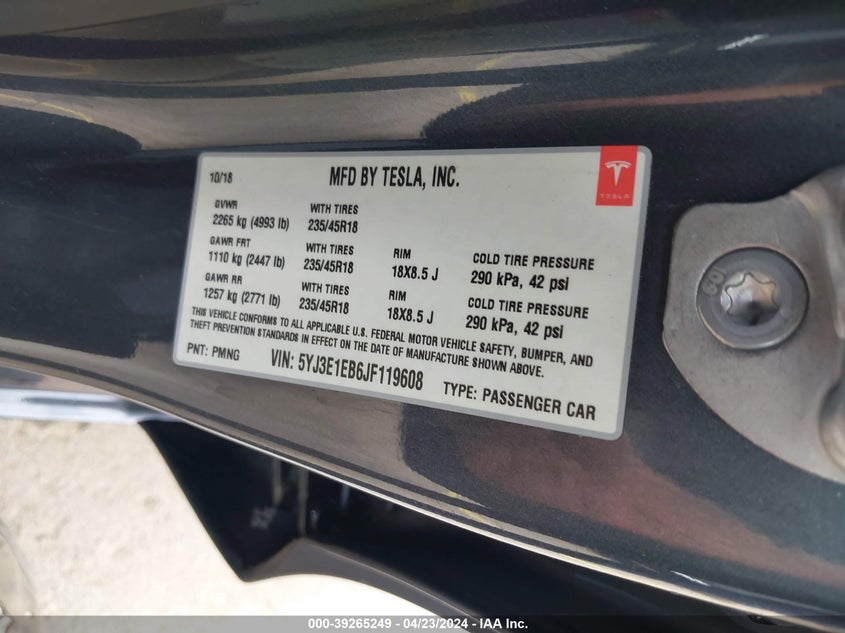 10/18 MFD BY TESLA, INC.
TESLA
GVWR WITH TIRES
2265 kg (4993 lb) 235/45R18
GAWR FRT WITH TIRES RIM COLD TIRE PRESSURE
1110 kg (2447 lb) 235/45R18 18X8.5 J 290 kPa, 42 psi
GAWR RR WITH TIRES RIM COLD TIRE PRESSURE
1257 kg (2771 lb) 235/45R18 18X8.5 J 290 kPa, 42 psi
THIS VEHICLE CONFORMS TO ALL APPLICABLE U.S. FEDERAL MOTOR VEHICLE SAFETY, BUMPER, AND
THEFT PREVENTION STANDARDS IN EFFECT ON THE DATE OF MANUFACTURE SHOWN ABOVE.
PNT: PMNG VIN: 5YJ3E1EB6JF119608 TYPE: PASSENGER CAR
000-39265249 - 04/23/2024 - IAA Inc.